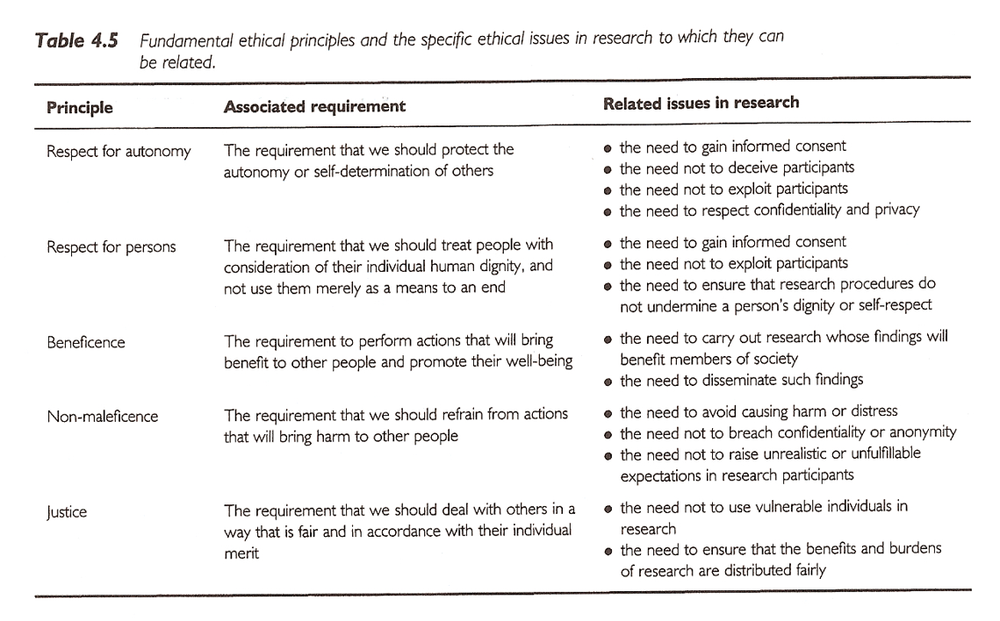 Table 4.5 Fundamental ethical principles and the specific ethical issues in research to which they can
be related.
Principle Associated requirement Related issues in research
Respect for autonomy The requirement that we should protect the
autonomy or self-determination of others
● the need to gain informed consent
● the need not to deceive participants
● the need not to exploit participants
● the need to respect confidentiality and privacy
Respect for persons The requirement that we should treat people with
consideration of their individual human dignity, and
not use them merely as a means to an end
● the need to gain informed consent
● the need not to exploit participants
● the need to ensure that research procedures do
not undermine a person's dignity or self-respect
Beneficence The requirement to perform actions that will bring
benefit to other people and promote their well-being
● the need to carry out research whose findings will
benefit members of society
● the need to disseminate such findings
Non-maleficence The requirement that we should refrain from actions
that will bring harm to other people
● the need to avoid causing harm or distress
● the need not to breach confidentiality or anonymity
● the need not to raise unrealistic or unfulfillable
expectations in research participants
Justice The requirement that we should deal with others in a
way that is fair and in accordance with their individual
merit
● the need not to use vulnerable individuals in
research
● the need to ensure that the benefits and burdens
of research are distributed fairly